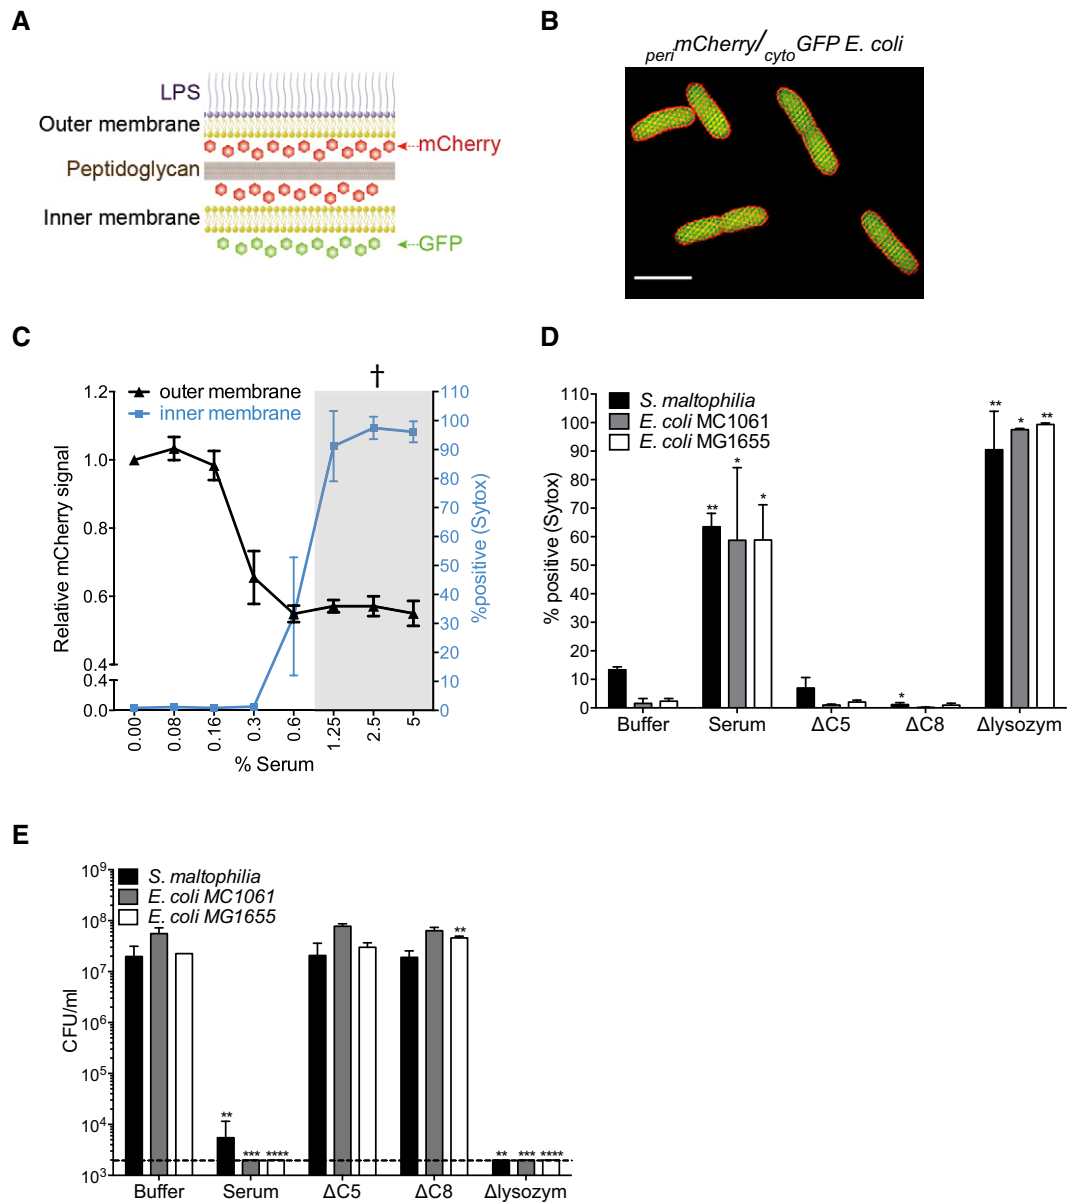 A
LPS
Outer membrane
mCherry
Peptidoglycan
Inner membrane
GFP
B
perimCherry/cytoGFP E. coli
C
†
outer membrane
inner membrane
Relative mCherry signal
1.2
1.0
0.8
0.6
0.4
0.4
0.0
110
100
90
80
70
60
50
40
30
20
10
0
%positive (Sytox)
0.00
0.08
0.16
0.3
0.6
1.25
2.5
5
% Serum
D
S. maltophilia
E. coli MC1061
E. coli MG1655
% positive (Sytox)
110
100
90
80
70
60
50
40
30
20
10
0
** * * * ** * **
Buffer Serum ΔC5 ΔC8 Δlysozym
E
S. maltophilia
E. coli MC1061
E. coli MG1655
CFU/ml
10⁹
10⁸
10⁷
10⁶
10⁵
10⁴
10³
** *** **** ** ** *** ****
Buffer Serum ΔC5 ΔC8 Δlysozym